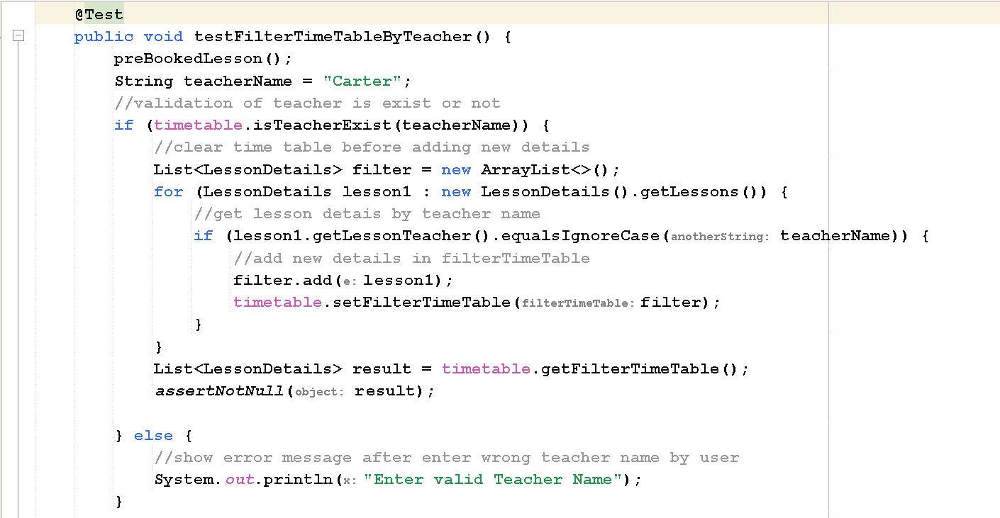 @Test
public void testFilterTimeTableByTeacher() {
preBookedLesson();
String teacherName = "Carter";
//validation of teacher is exist or not
if (timetable.isTeacherExist(teacherName)) {
//clear time table before adding new details
List<LessonDetails> filter = new ArrayList<>();
for (LessonDetails lesson1 : new LessonDetails().getLessons()) {
//get lesson detais by teacher name
if (lesson1.getLessonTeacher().equalsIgnoreCase(anotherString: teacherName)) {
//add new details in filterTimeTable
filter.add(e: lesson1);
timetable.setFilterTimeTable(filterTimeTable: filter);
}
}
List<LessonDetails> result = timetable.getFilterTimeTable();
assertNotNull(object: result);
} else {
//show error message after enter wrong teacher name by user
System.out.println(x: "Enter valid Teacher Name");
}